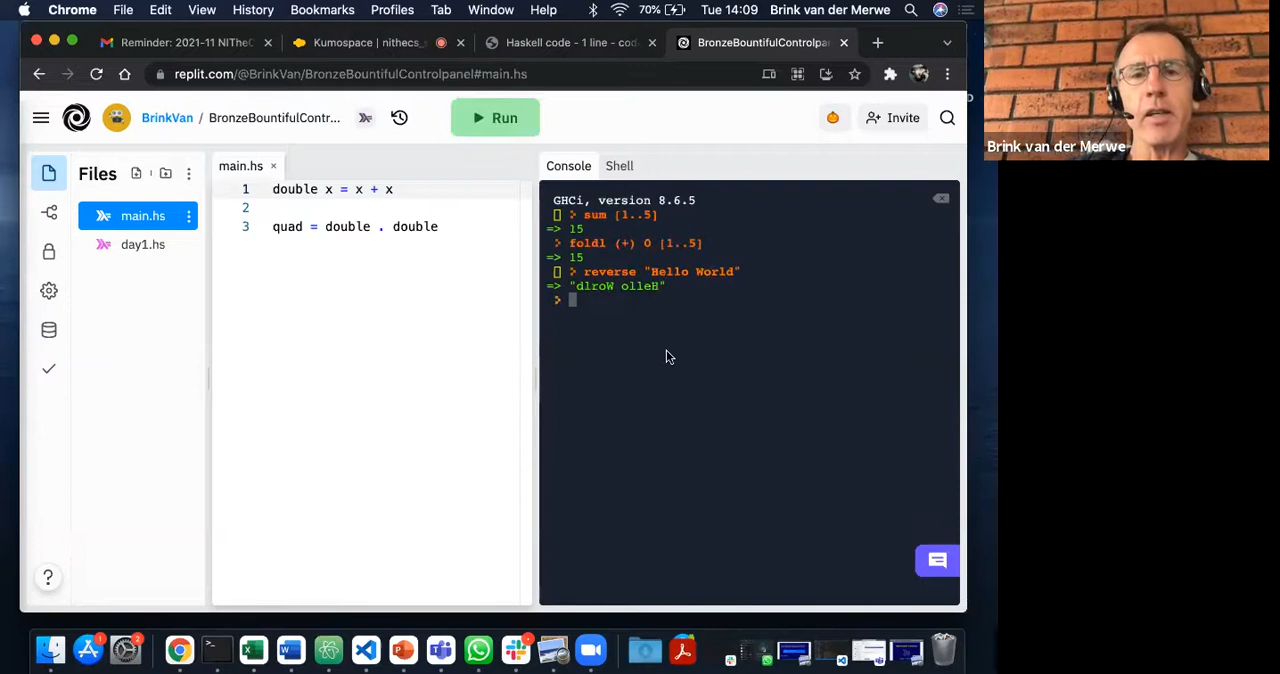 Chrome File Edit View History Bookmarks Profiles Tab Window Help 70% Tue 14:09 Brink van der Merwe
Reminder: 2021-11 NITheC × Kumospace | nithecs_ × Haskell code - 1 line - cod × BronzeBountifulControlpan × +
replit.com/@BrinkVan/BronzeBountifulControlpanel#main.hs
BrinkVan / BronzeBountifulContr... Run Invite
Files
main.hs
day1.hs
main.hs ×
1 double x = x + x
2
3 quad = double . double
Console Shell
GHCi, version 8.6.5
sum [1..5]
=> 15
foldl (+) 0 [1..5]
=> 15
reverse "Hello World"
=> "dlroW olleH"
?
1 2
Brink van der Merwe